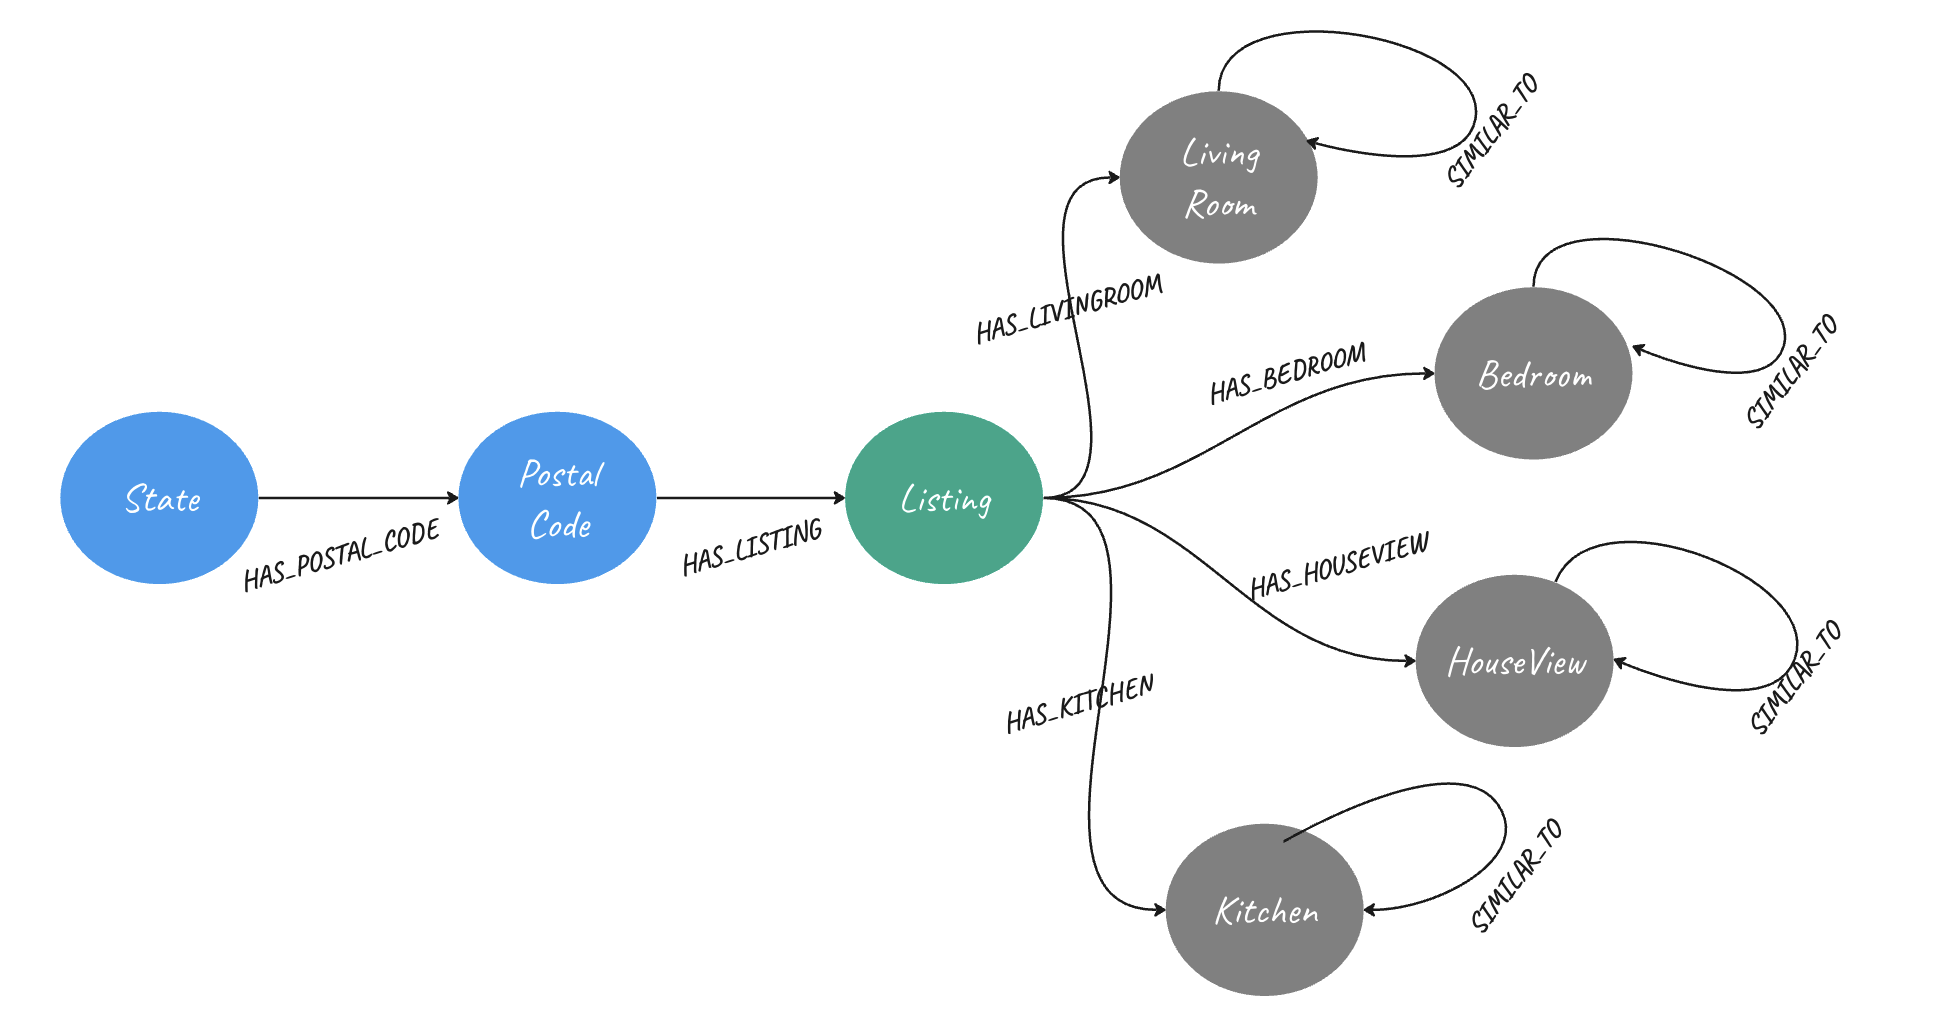 State
HAS_POSTAL_CODE
Postal
Code
HAS_LISTING
Listing
HAS_LIVINGROOM
Living
Room
SIMILAR_TO
HAS_BEDROOM
Bedroom
SIMILAR_TO
HAS_HOUSEVIEW
HouseView
SIMILAR_TO
HAS_KITCHEN
Kitchen
SIMILAR_TO